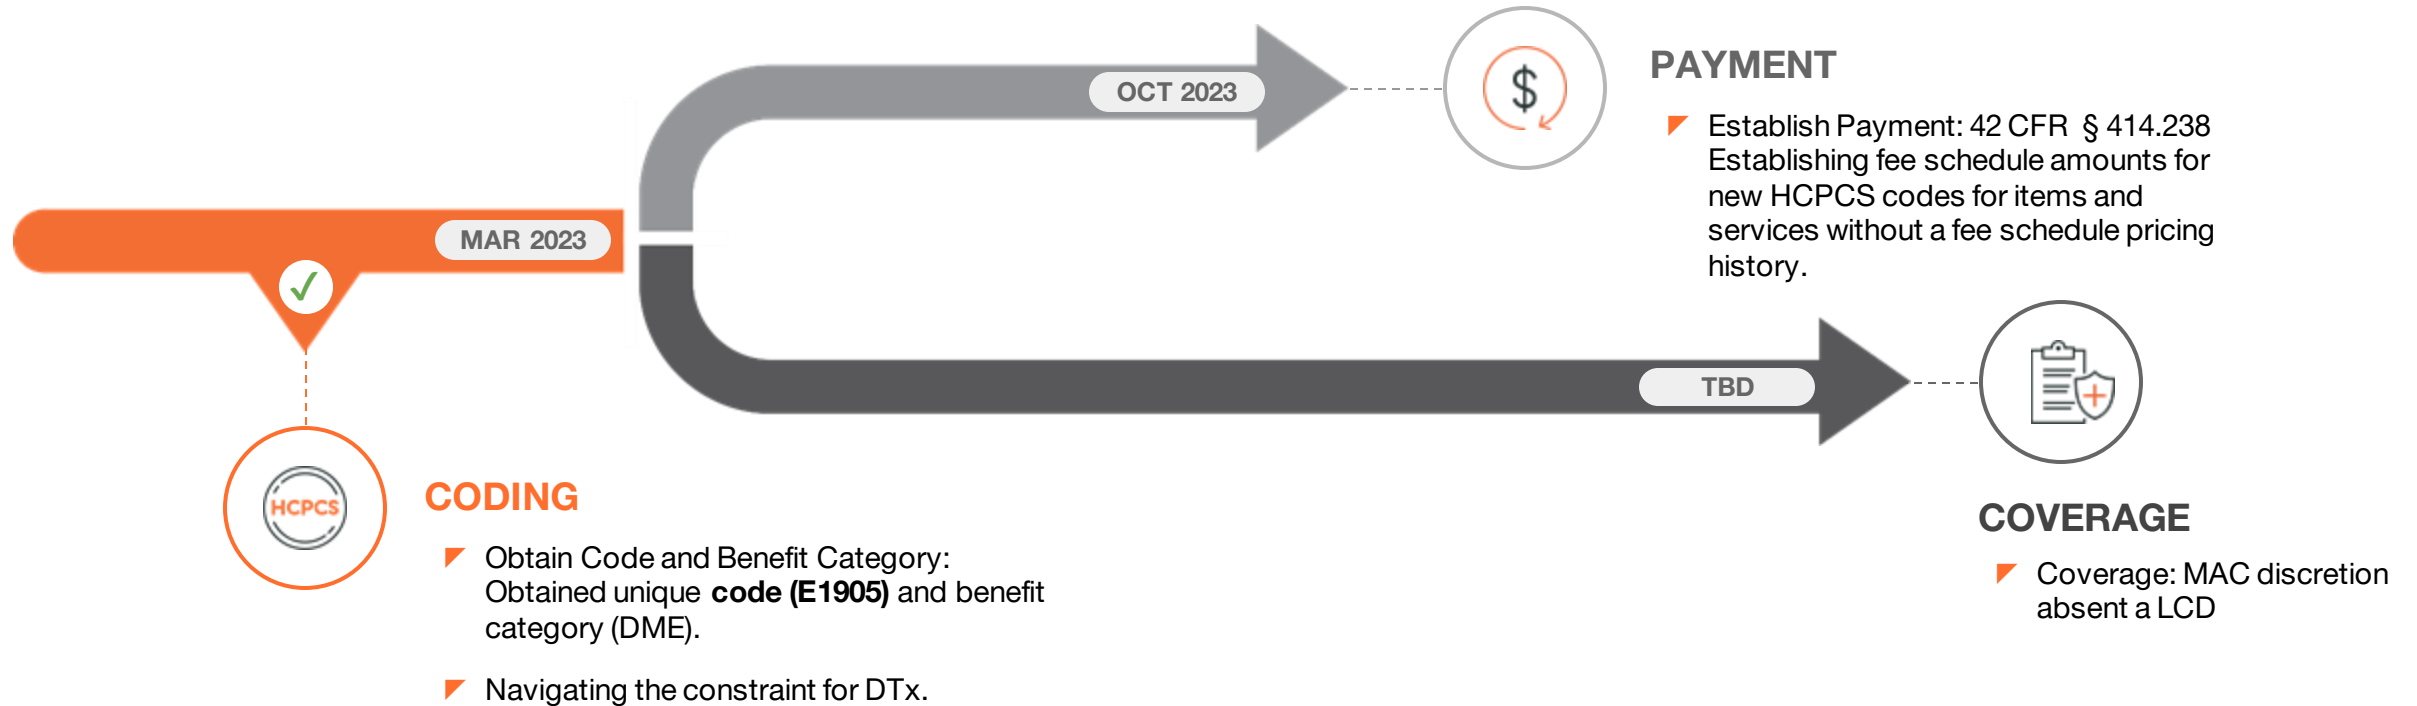 OCT 2023
$
PAYMENT
Establish Payment: 42 CFR § 414.238
Establishing fee schedule amounts for
new HCPCS codes for items and
services without a fee schedule pricing
history.
MAR 2023
TBD
HCPCS
CODING
Obtain Code and Benefit Category:
Obtained unique code (E1905) and benefit
category (DME).
Navigating the constraint for DTx.
COVERAGE
Coverage: MAC discretion
absent a LCD